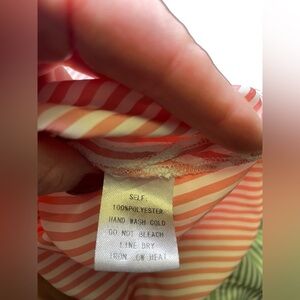 SELF:
100%POLYESTER
HAND WASH COLD
DO NOT BLEACH
LINE DRY
IRON LOW HEAT